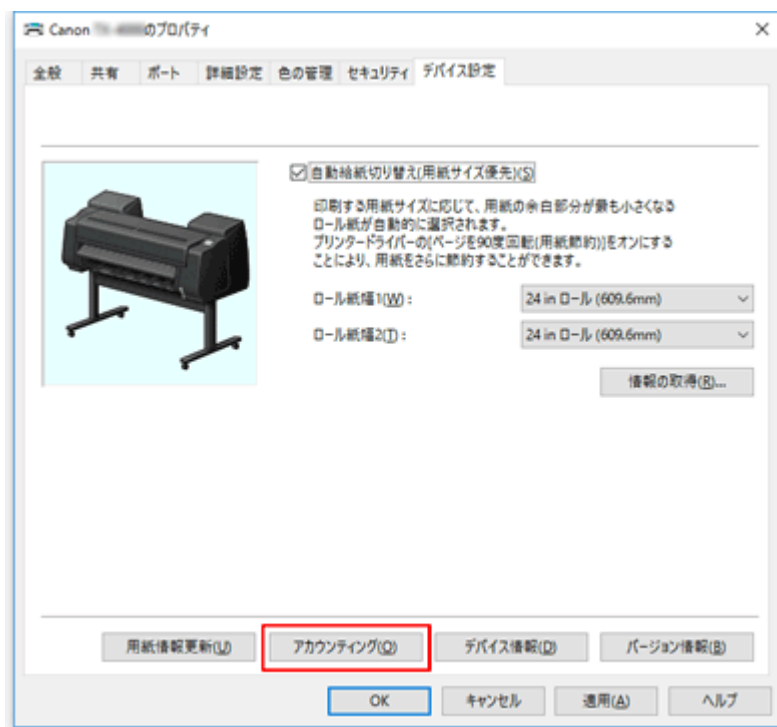 Canon のプロパティ
全般 共有 ポート 詳細設定 色の管理 セキュリティ デバイス設定
自動給紙切り替え(用紙サイズ優先)(S)
印刷する用紙サイズに応じて、用紙の余白部分が最も小さくなる
ロール紙が自動的に選択されます。
プリンタードライバーの[ページを90度回転(用紙節約)]をオンにする
ことにより、用紙をさらに節約することができます。
ロール紙幅1(W) : 24 in ロール (609.6mm)
ロール紙幅2(T) : 24 in ロール (609.6mm)
情報の取得(R)...
用紙情報更新(U) アカウンティング(O) デバイス情報(D) バージョン情報(B)
OK キャンセル 適用(A) ヘルプ